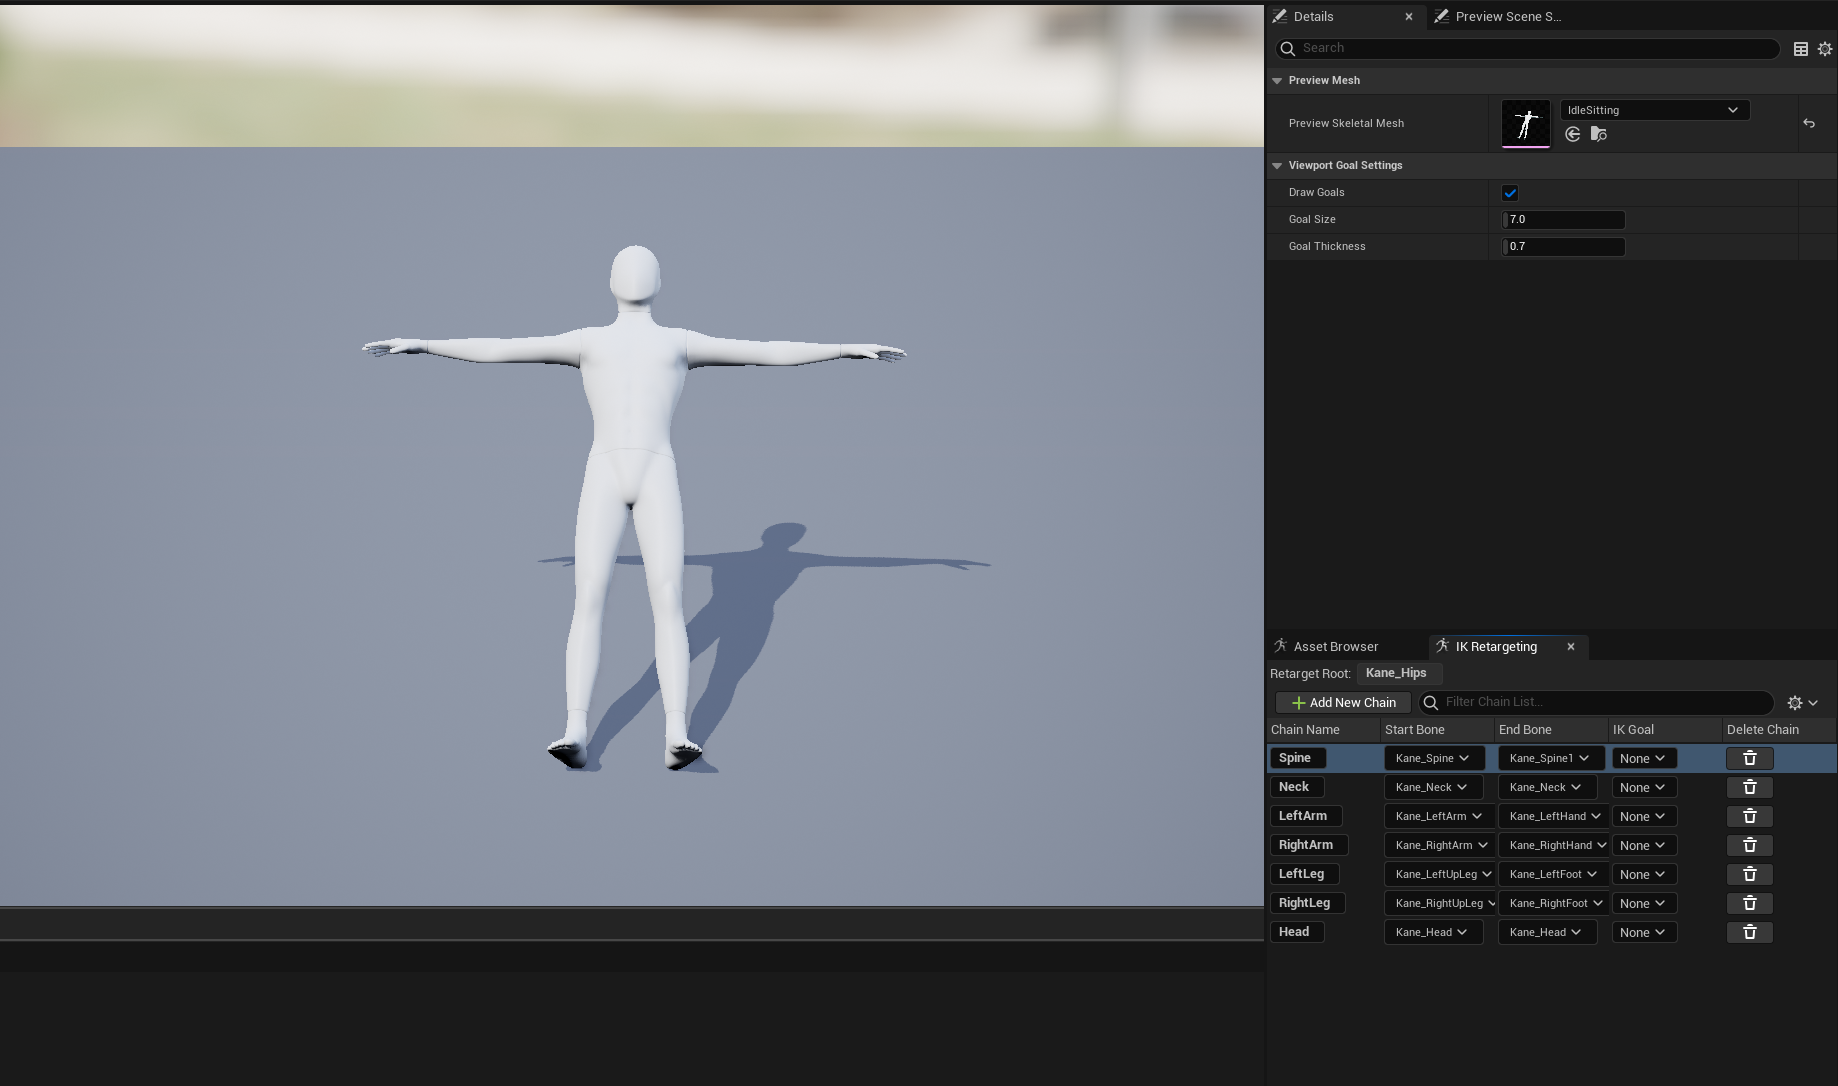 Details
Preview Scene S...
Search
Preview Mesh
Preview Skeletal Mesh
IdleSitting
Viewport Goal Settings
Draw Goals
Goal Size 7.0
Goal Thickness 0.7
Asset Browser
IK Retargeting
Retarget Root: Kane_Hips
Add New Chain
Filter Chain List...
Chain Name Start Bone End Bone IK Goal Delete Chain
Spine Kane_Spine Kane_Spine1 None
Neck Kane_Neck Kane_Neck None
LeftArm Kane_LeftArm Kane_LeftHand None
RightArm Kane_RightArm Kane_RightHand None
LeftLeg Kane_LeftUpLeg Kane_LeftFoot None
RightLeg Kane_RightUpLeg Kane_RightFoot None
Head Kane_Head Kane_Head None